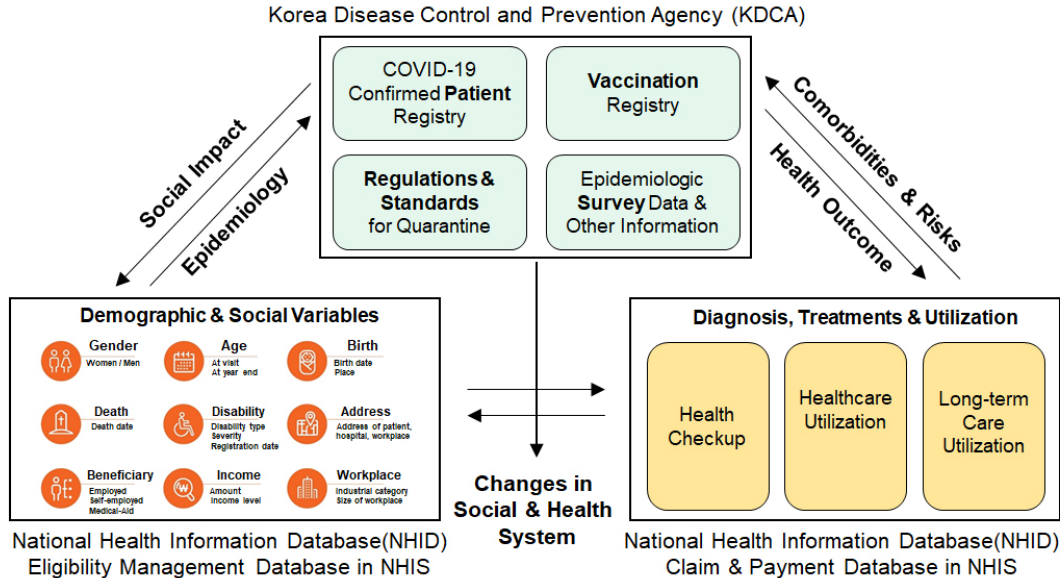 Korea Disease Control and Prevention Agency (KDCA)
COVID-19
Confirmed Patient
Registry
Vaccination
Registry
Regulations &
Standards
for Quarantine
Epidemiologic
Survey Data &
Other Information
Social Impact
Epidemiology
Comorbidities & Risks
Health Outcome
Demographic & Social Variables
Gender
Women / Men
Age
At visit
At year end
Birth
Birth date
Place
Death
Death date
Disability
Disability type
Severity
Registration date
Address
Address of patient,
hospital, workplace
Beneficiary
Employed
Self-employed
Medical-Aid
Income
Amount
Income level
Workplace
Industrial category
Size of workplace
National Health Information Database(NHID)
Eligibility Management Database in NHIS
Changes in
Social & Health
System
Diagnosis, Treatments & Utilization
Health
Checkup
Healthcare
Utilization
Long-term
Care
Utilization
National Health Information Database(NHID)
Claim & Payment Database in NHIS